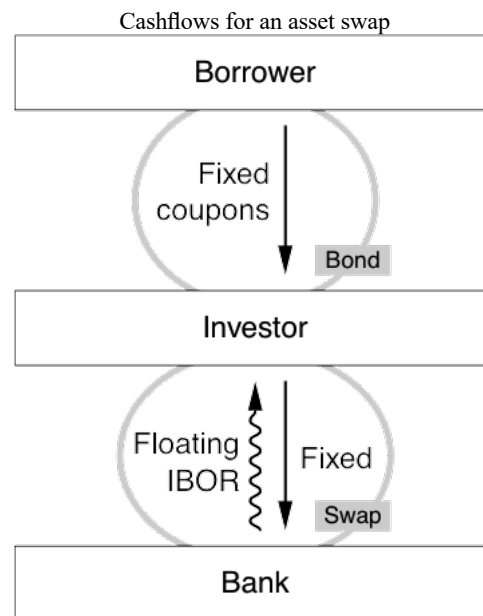 Cashflows for an asset swap
Borrower
Fixed
coupons
Bond
Investor
Floating
IBOR
Fixed
Swap
Bank